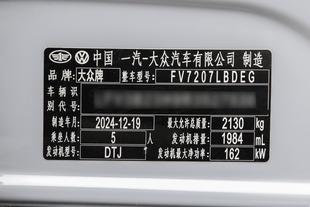 中国 一汽-大众汽车有限公司 制造
大众牌 整车型号 FV7207LBDEG
车辆识
别代号
制造年月 2024-12-19 最大允许总质量 2130 kg
乘坐人数 5 人 发动机排量 1984 mL
发动机型号 DTJ 发动机最大净功率 162 kW